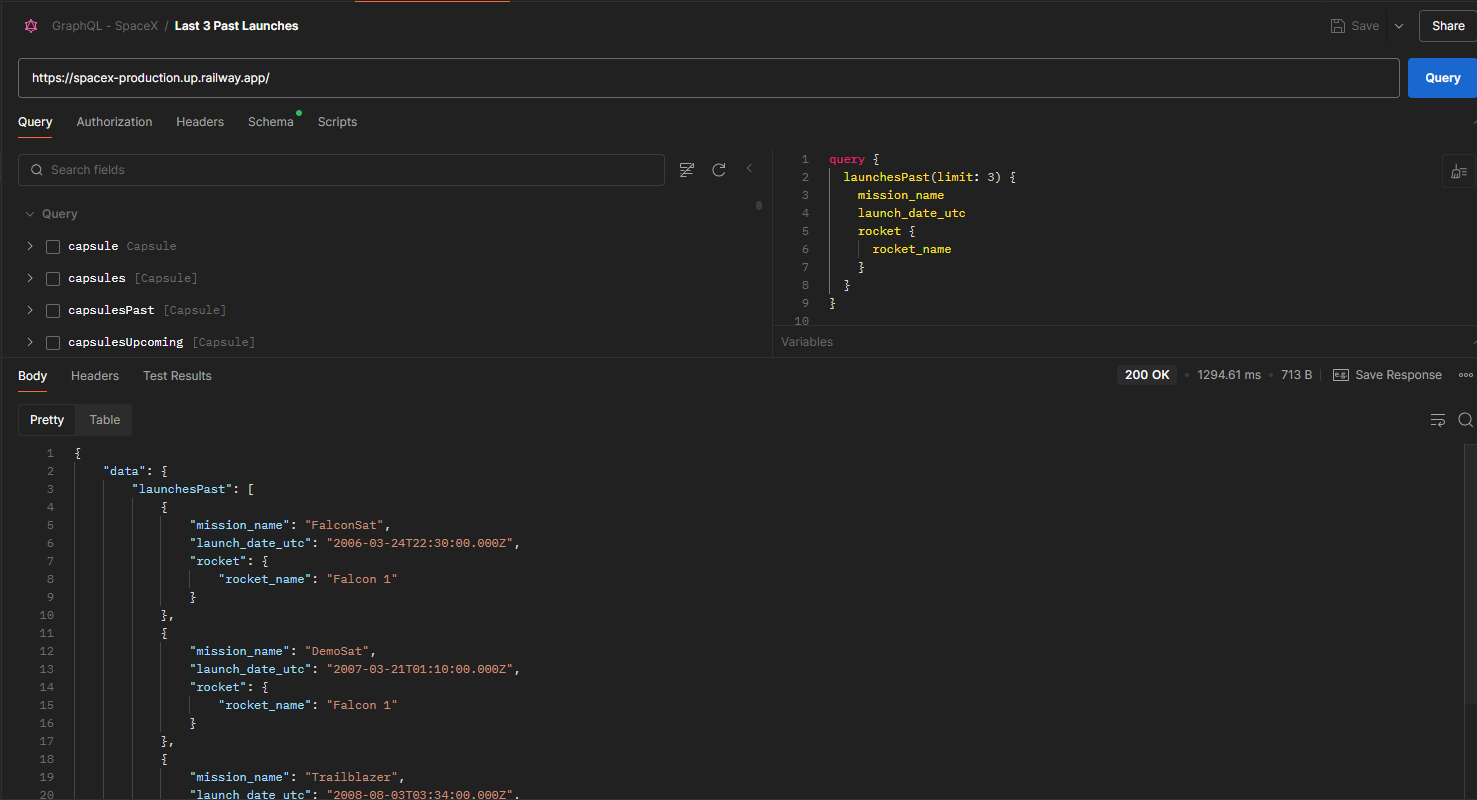 GraphQL - SpaceX / Last 3 Past Launches
Save
Share
https://spacex-production.up.railway.app/
Query
Query Authorization Headers Schema Scripts
Search fields
Query
capsule Capsule
capsules [Capsule]
capsulesPast [Capsule]
capsulesUpcoming [Capsule]
1 query {
2 launchesPast(limit: 3) {
3 mission_name
4 launch_date_utc
5 rocket {
6 rocket_name
7 }
8 }
9 }
10
Variables
Body Headers Test Results
200 OK • 1294.61 ms • 713 B e.g. Save Response
Pretty Table
1 {
2 "data": {
3 "launchesPast": [
4 {
5 "mission_name": "FalconSat",
6 "launch_date_utc": "2006-03-24T22:30:00.000Z",
7 "rocket": {
8 "rocket_name": "Falcon 1"
9 }
10 },
11 {
12 "mission_name": "DemoSat",
13 "launch_date_utc": "2007-03-21T01:10:00.000Z",
14 "rocket": {
15 "rocket_name": "Falcon 1"
16 }
17 },
18 {
19 "mission_name": "Trailblazer",
20 "launch_date_utc": "2008-08-03T03:34:00.000Z",